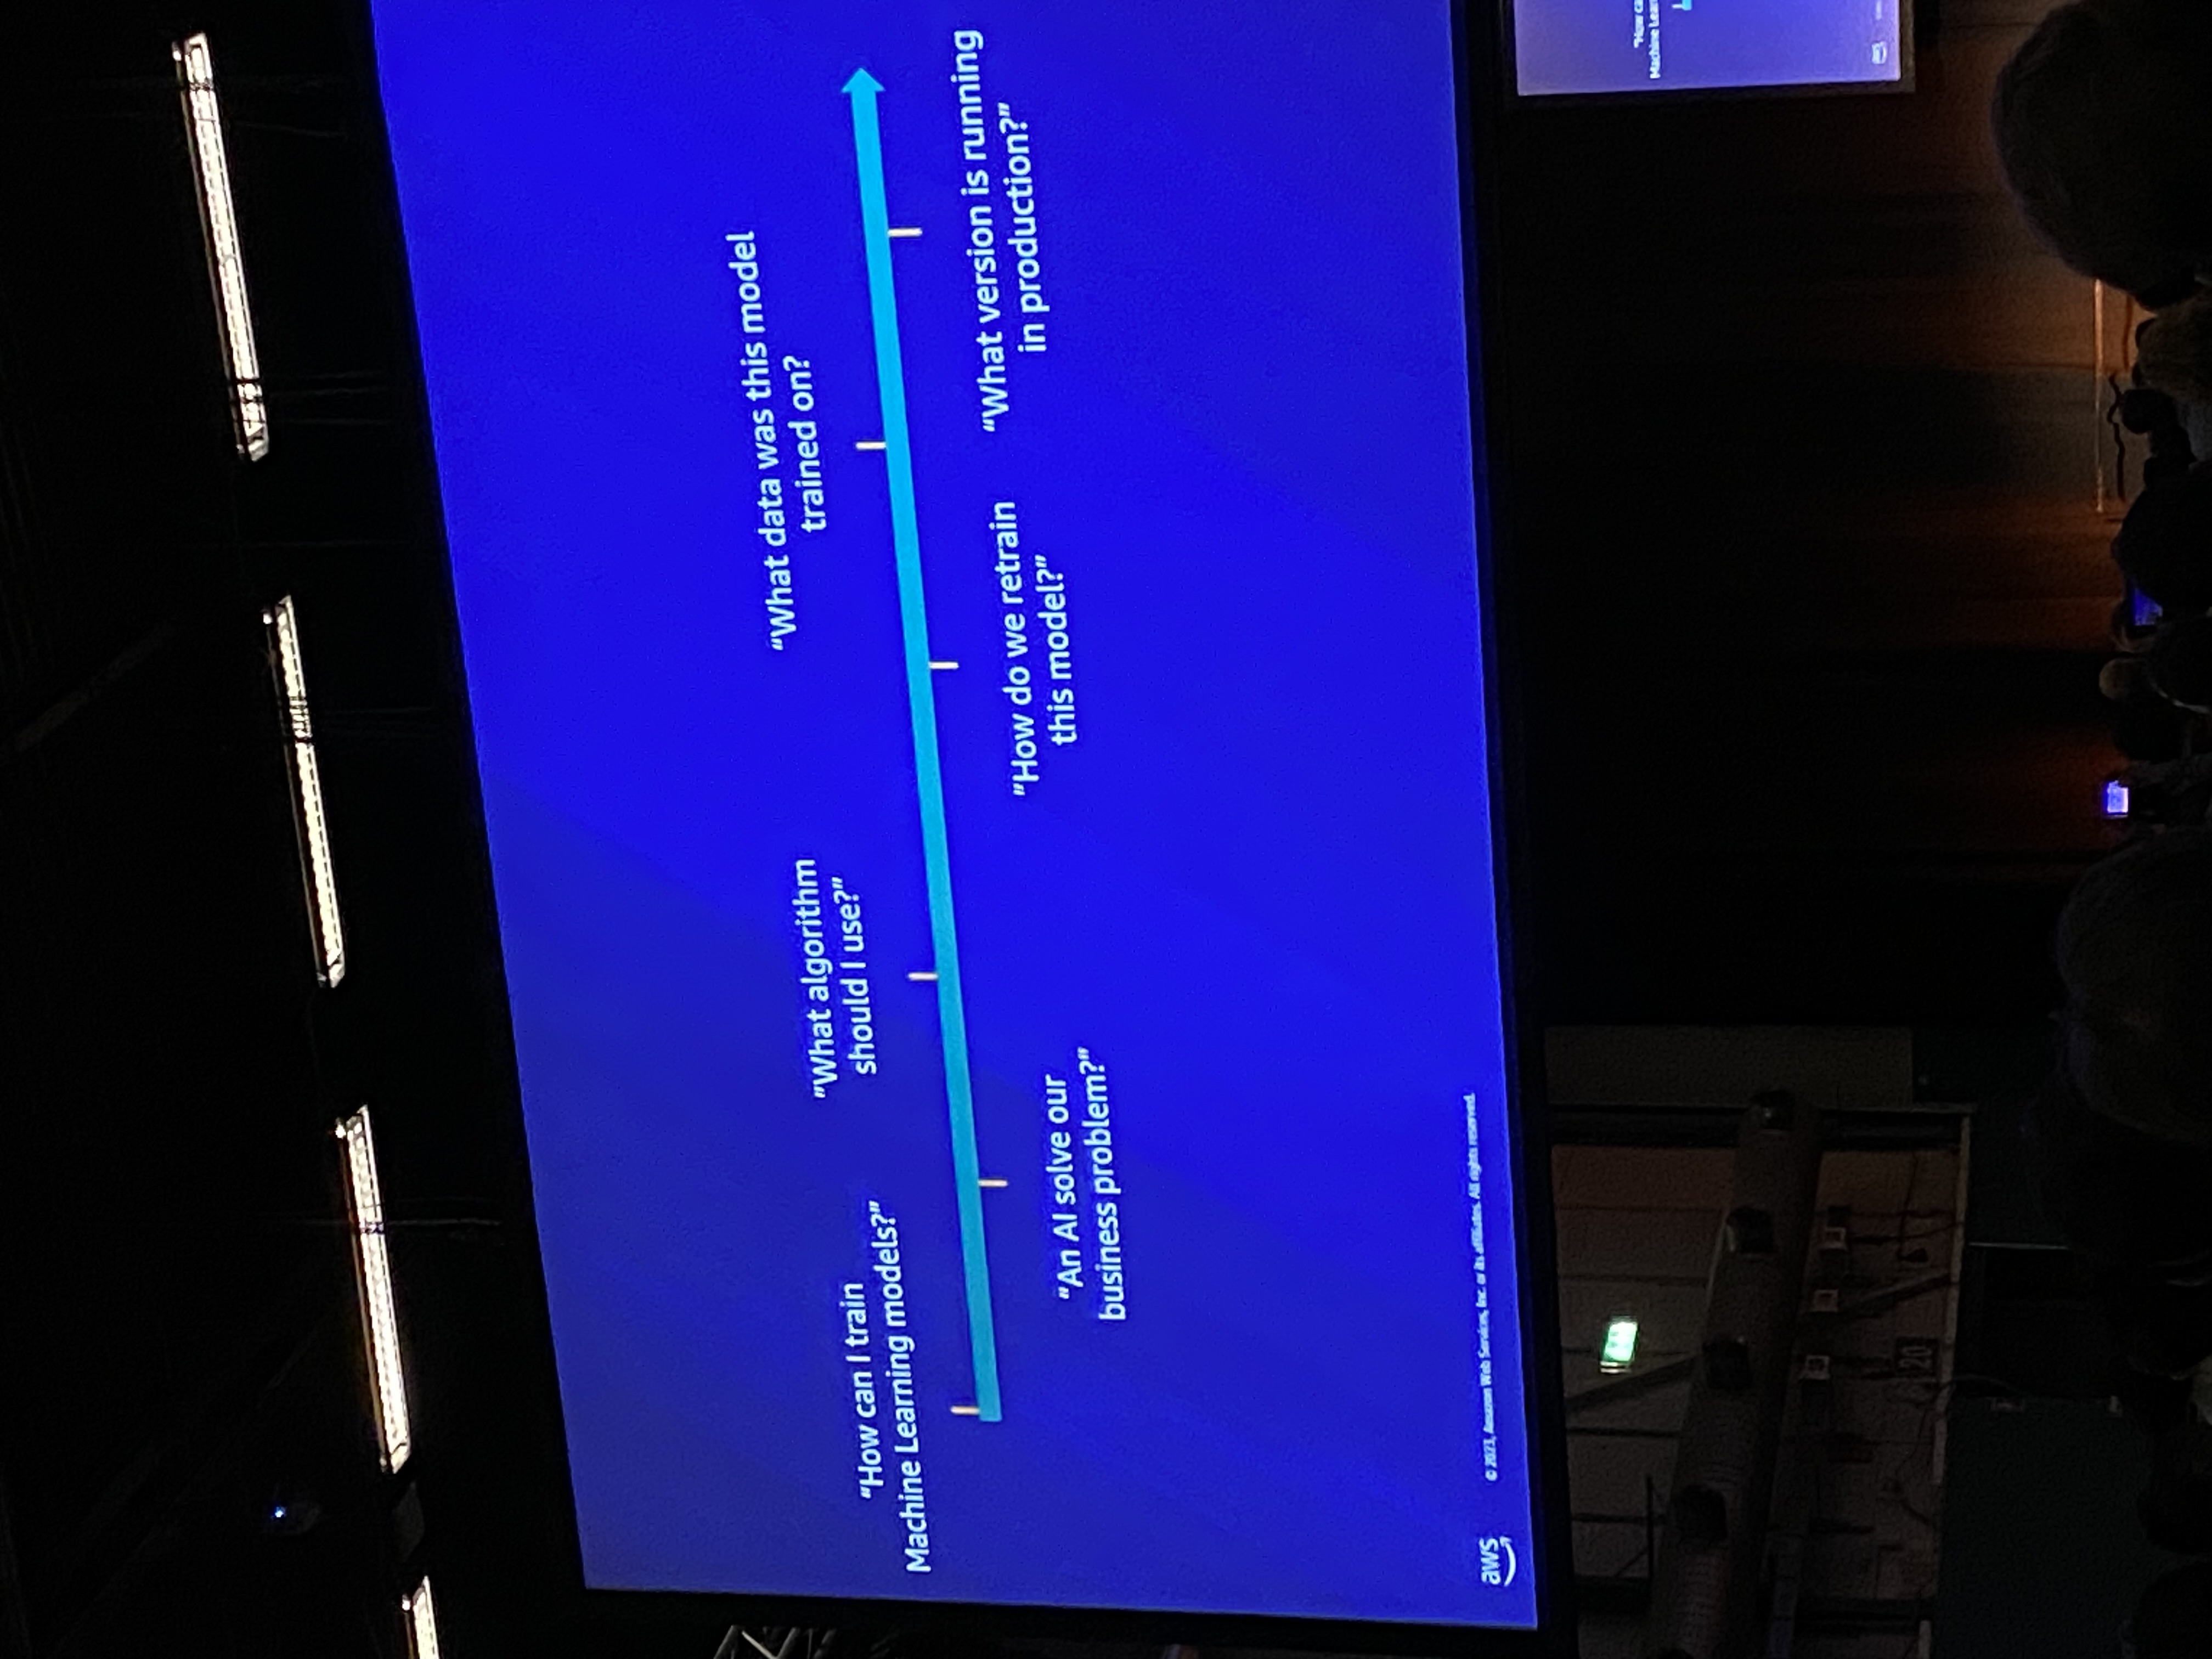 “How can I train
Machine Learning models?”
“An AI solve our
business problem?”
“What algorithm
should I use?”
“How do we retrain
this model?”
“What data was this model
trained on?
“What version is running
in production?”
aws
© 2023, Amazon Web Services, Inc. or its affiliates. All rights reserved.
“How ca
Machine Lear
aws
20